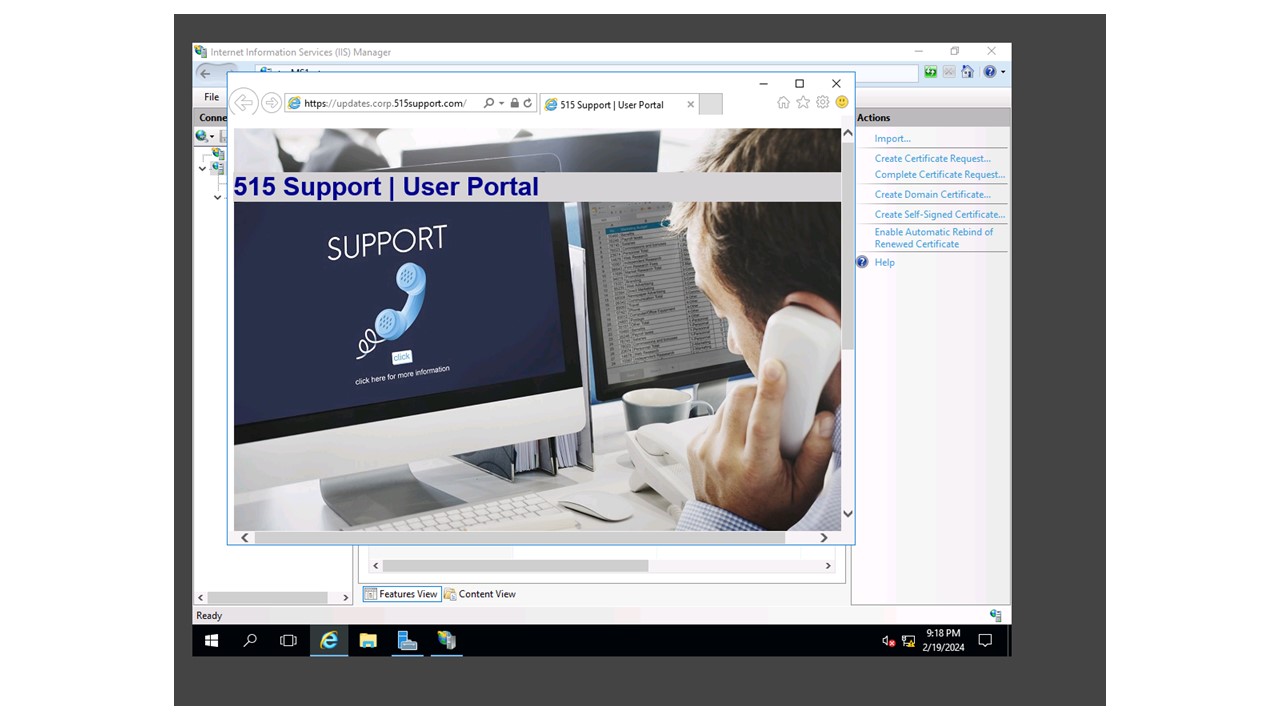 Internet Information Services (IIS) Manager
File
Conne
https://updates.corp.515support.com/
515 Support | User Portal
515 Support | User Portal
SUPPORT
click
click here for more information
Actions
Import...
Create Certificate Request...
Complete Certificate Request...
Create Domain Certificate...
Create Self-Signed Certificate...
Enable Automatic Rebind of
Renewed Certificate
Help
Features View
Content View
Ready
9:18 PM
2/19/2024